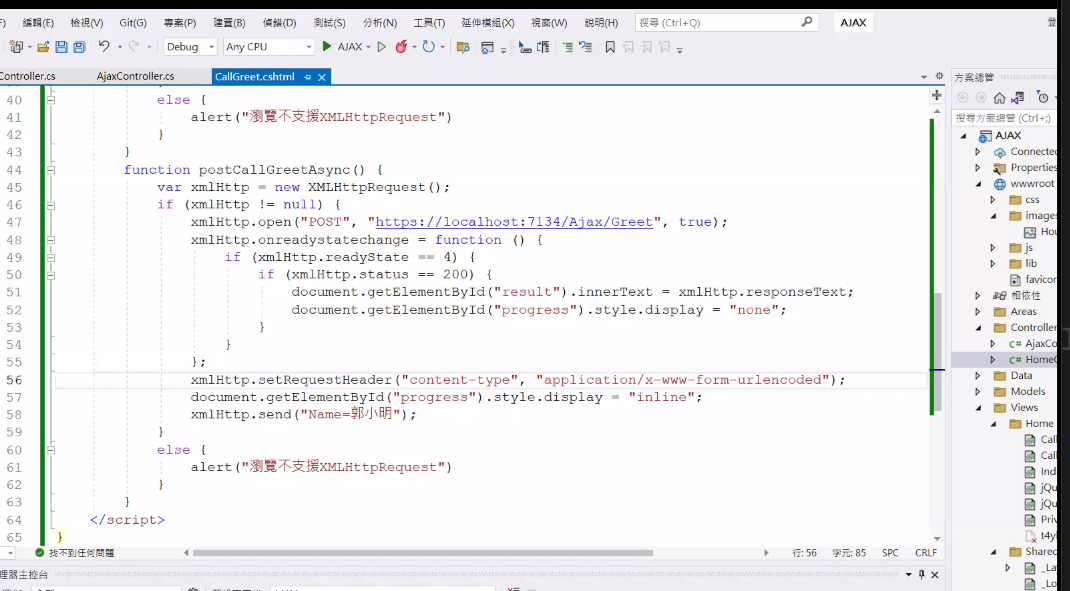 編輯(E) 檢視(V) Git(G) 專案(P) 建置(B) 偵錯(D) 測試(S) 分析(N) 工具(T) 延伸模組(X) 視窗(W) 說明(H) 搜尋 (Ctrl+Q) AJAX
Debug Any CPU AJAX
Controller.cs AjaxController.cs CallGreet.cshtml
方案總管
搜尋方案總管 (Ctrl+;)
40 else {
41 alert("瀏覽不支援XMLHttpRequest")
42 }
43 }
44 function postCallGreetAsync() {
45 var xmlHttp = new XMLHttpRequest();
46 if (xmlHttp != null) {
47 xmlHttp.open("POST", "https://localhost:7134/Ajax/Greet", true);
48 xmlHttp.onreadystatechange = function () {
49 if (xmlHttp.readyState == 4) {
50 if (xmlHttp.status == 200) {
51 document.getElementById("result").innerText = xmlHttp.responseText;
52 document.getElementById("progress").style.display = "none";
53 }
54 }
55 };
56 xmlHttp.setRequestHeader("content-type", "application/x-www-form-urlencoded");
57 document.getElementById("progress").style.display = "inline";
58 xmlHttp.send("Name=郭小明");
59 }
60 else {
61 alert("瀏覽不支援XMLHttpRequest")
62 }
63 }
64 </script>
65 }
AJAX
Connected
Properties
wwwroot
css
images
Hou
js
lib
favicon
相依性
Areas
Controller
C# AjaxCo
C# HomeC
Data
Models
Views
Home
Call
Call
Ind
jQu
jQu
Priv
t4yl
Shared
_La
_Lo
找不到任何問題 行: 56 字元: 85 SPC CRLF
理器主控台